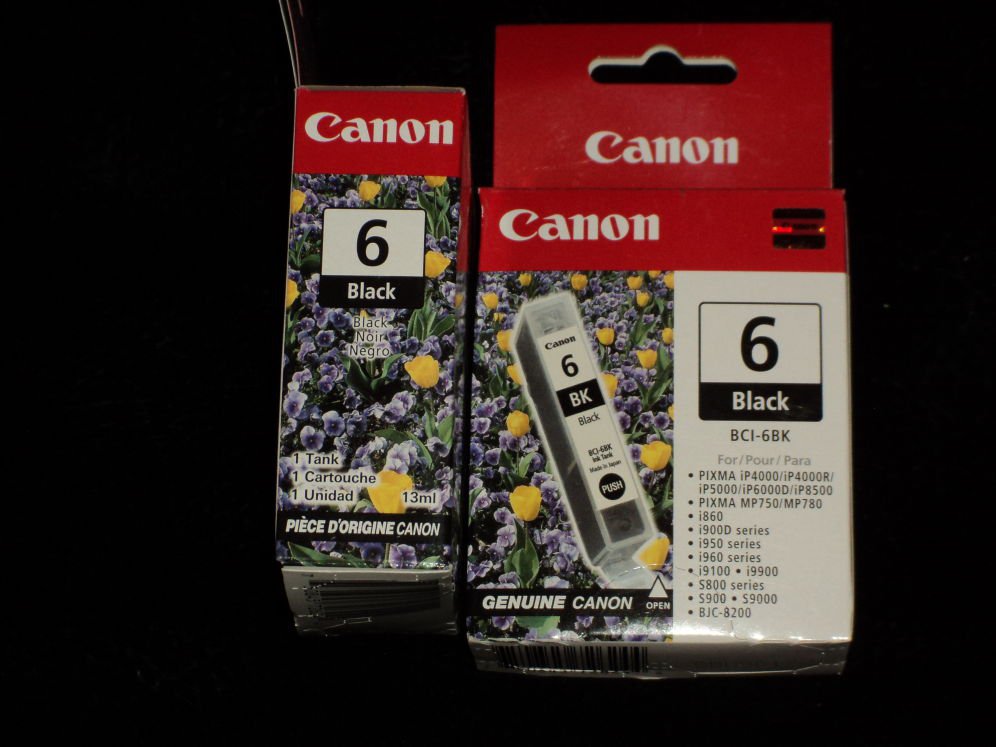 Canon
6
Black
Black
Noir
Negro
1 Tank
1 Cartouche
1 Unidad 13ml
PIÈCE D'ORIGINE CANON
Canon
Canon
Canon
6
BK
Black
BCI-6BK
Ink Tank
Made in Japan
PUSH
GENUINE CANON
OPEN
6
Black
BCI-6BK
For/Pour/Para
• PIXMA iP4000/iP4000R/
iP5000/iP6000D/iP8500
• PIXMA MP750/MP780
• i860
• i900D series
• i950 series
• i960 series
• i9100 • i9900
• S800 series
• S900 • S9000
• BJC-8200